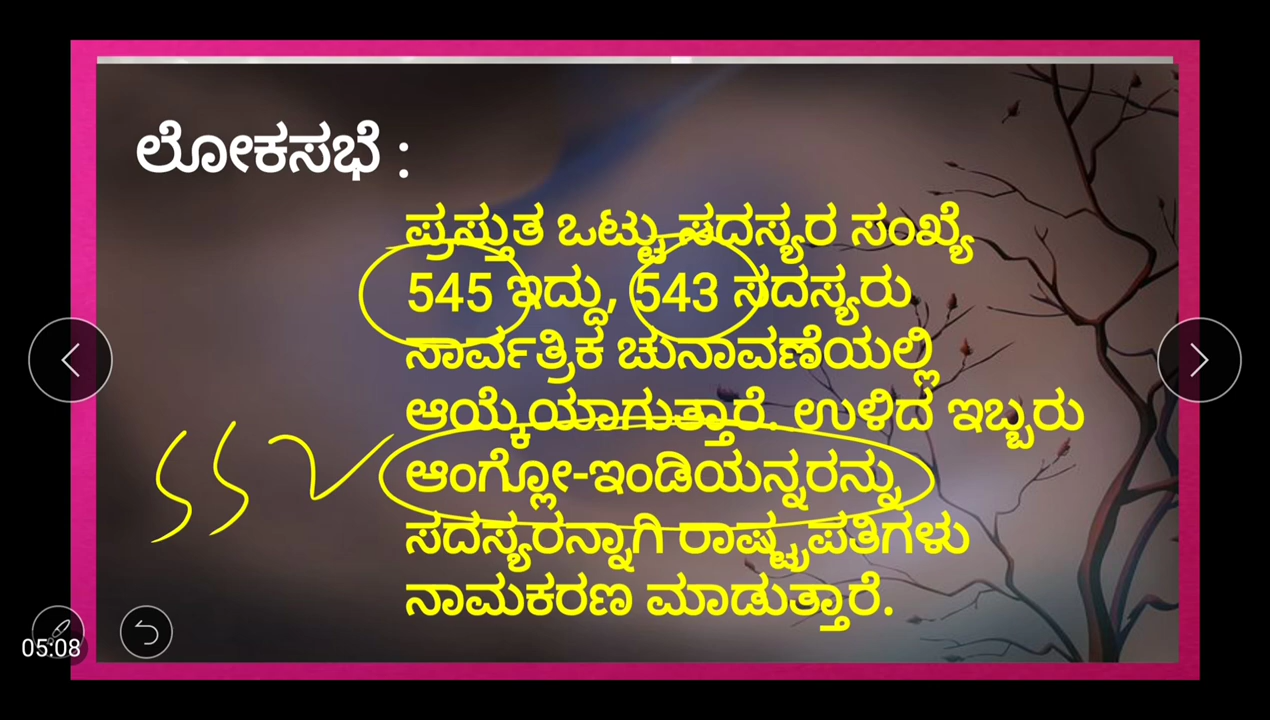 ಲೋಕಸಭೆ :
ಪ್ರಸ್ತುತ ಒಟ್ಟು ಸದಸ್ಯರ ಸಂಖ್ಯೆ
545 ಇದ್ದು, 543 ಸದಸ್ಯರು
ಸಾರ್ವತ್ರಿಕ ಚುನಾವಣೆಯಲ್ಲಿ
ಆಯ್ಕೆಯಾಗುತ್ತಾರೆ. ಉಳಿದ ಇಬ್ಬರು
ಆಂಗ್ಲೋ-ಇಂಡಿಯನ್ನರನ್ನು
ಸದಸ್ಯರನ್ನಾಗಿ ರಾಷ್ಟ್ರಪತಿಗಳು
ನಾಮಕರಣ ಮಾಡುತ್ತಾರೆ.
05:08